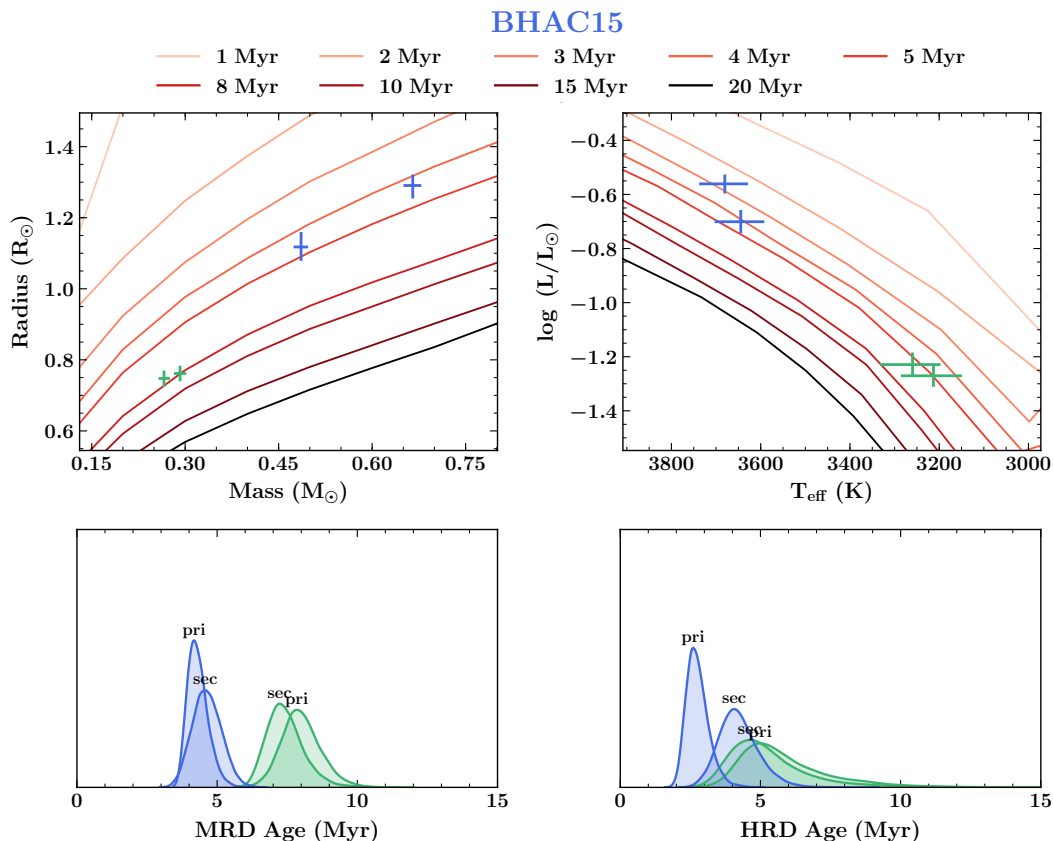 BHAC15
1 Myr 2 Myr 3 Myr 4 Myr 5 Myr
8 Myr 10 Myr 15 Myr 20 Myr
Radius (R☉)
1.4
1.2
1.0
0.8
0.6
0.15 0.30 0.45 0.60 0.75
Mass (M☉)
log (L/L☉)
−0.4
−0.6
−0.8
−1.0
−1.2
−1.4
3800 3600 3400 3200 3000
T_eff (K)
pri
sec
sec
pri
0 5 10 15
MRD Age (Myr)
pri
sec
sec
pri
0 5 10 15
HRD Age (Myr)